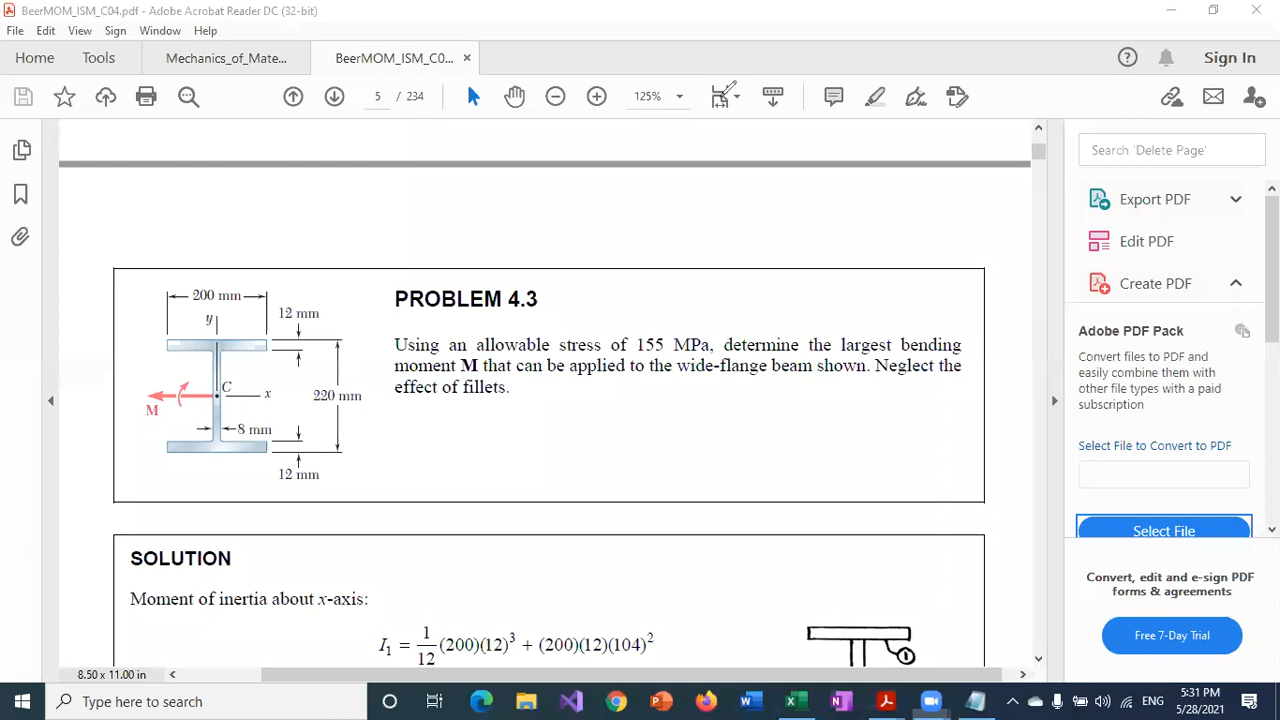 BeerMOM_ISM_C04.pdf - Adobe Acrobat Reader DC (32-bit)
File Edit View Sign Window Help
Home Tools Mechanics_of_Mate... BeerMOM_ISM_C0... × Sign In
5 / 234 125%
Search 'Delete Page'
Export PDF
Edit PDF
Create PDF
Adobe PDF Pack
Convert files to PDF and
easily combine them with
other file types with a paid
subscription
Select File to Convert to PDF
Select File
Convert, edit and e-sign PDF
forms & agreements
Free 7-Day Trial
200 mm
12 mm
y
C
x
M
220 mm
8 mm
12 mm
PROBLEM 4.3
Using an allowable stress of 155 MPa, determine the largest bending
moment M that can be applied to the wide-flange beam shown. Neglect the
effect of fillets.
SOLUTION
Moment of inertia about x-axis:
I₁ = 1/12 (200)(12)³ + (200)(12)(104)²
1
8.50 x 11.00 in
Type here to search
ENG
5:31 PM
5/28/2021